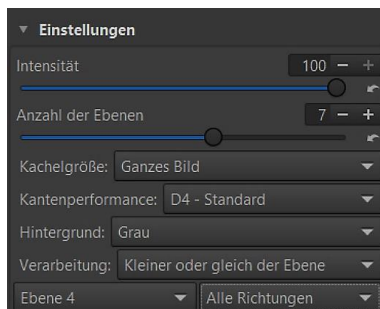 Einstellungen
Intensität 100
Anzahl der Ebenen 7
Kachelgröße: Ganzes Bild
Kantenperformance: D4 - Standard
Hintergrund: Grau
Verarbeitung: Kleiner oder gleich der Ebene
Ebene 4 Alle Richtungen